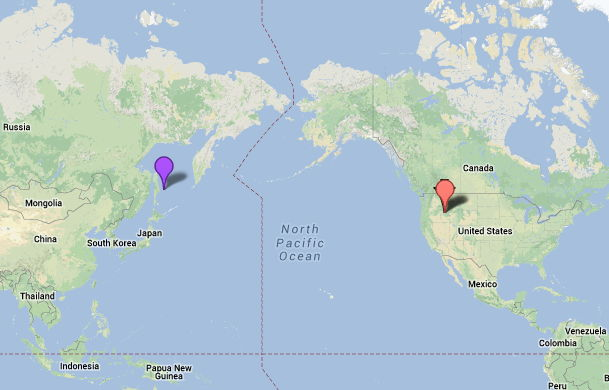 Russia
Canada
Mongolia
Japan
China
South Korea
North
Pacific
Ocean
United States
Mexico
Thailand
Venezuela
Colombia
Indonesia
Papua New
Guinea
Peru
B